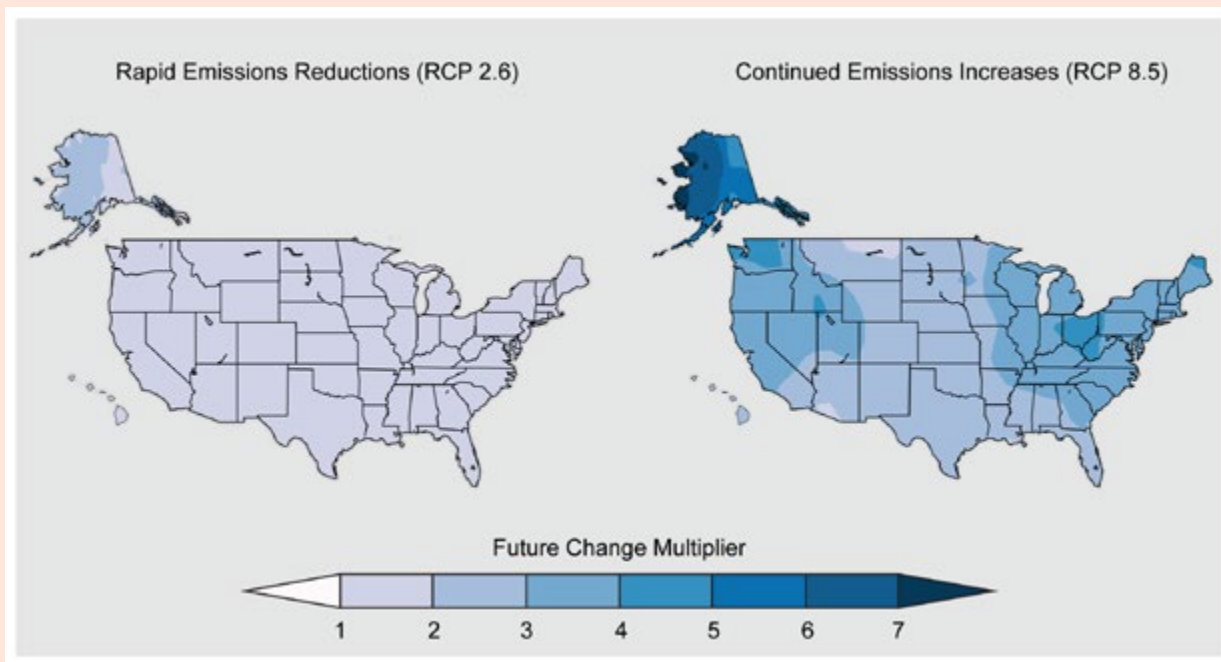 Rapid Emissions Reductions (RCP 2.6)
Continued Emissions Increases (RCP 8.5)
Future Change Multiplier
1 2 3 4 5 6 7